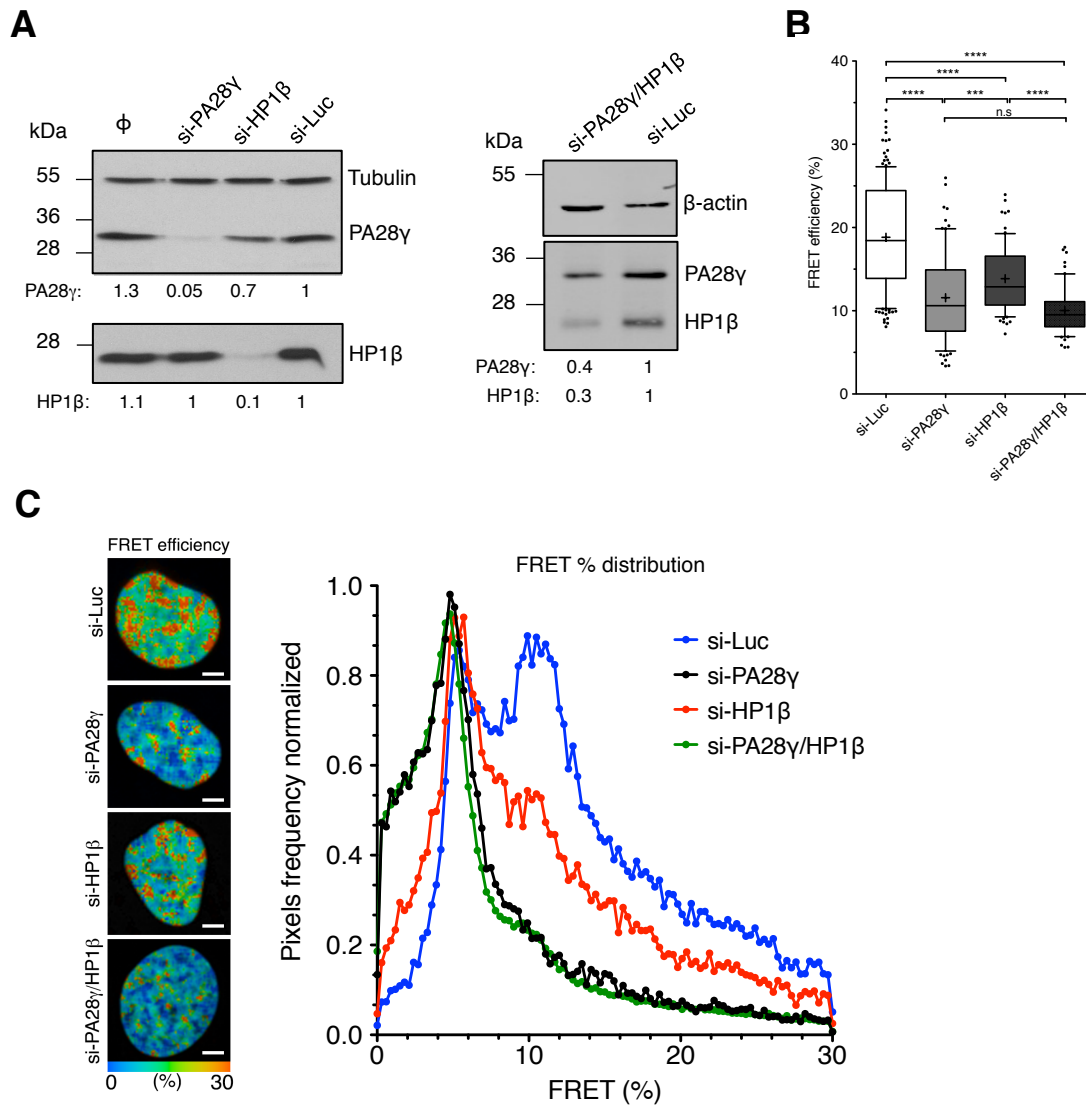 A
kDa
ϕ
si-PA28γ
si-HP1β
si-Luc
55
36
28
Tubulin
PA28γ
PA28γ: 1.3 0.05 0.7 1
28
HP1β
HP1β: 1.1 1 0.1 1
kDa
si-PA28γ/HP1β
si-Luc
55
36
28
β-actin
PA28γ
HP1β
PA28γ: 0.4 1
HP1β: 0.3 1
B
FRET efficiency (%)
40
30
20
10
0
****
****
**** *** ****
n.s
si-Luc
si-PA28γ
si-HP1β
si-PA28γ/HP1β
C
FRET efficiency
si-Luc
si-PA28γ
si-HP1β
si-PA28γ/HP1β
0 (%) 30
FRET % distribution
Pixels frequency normalized
1.0
0.8
0.6
0.4
0.2
0.0
0 10 20 30
FRET (%)
si-Luc
si-PA28γ
si-HP1β
si-PA28γ/HP1β